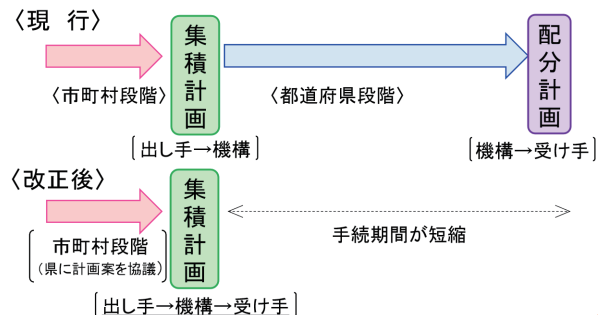 〈現　行〉
集積計画
配分計画
〈市町村段階〉
〈都道府県段階〉
［出し手→機構］
［機構→受け手］
〈改正後〉
集積計画
手続期間が短縮
市町村段階
（県に計画案を協議）
［出し手→機構→受け手］